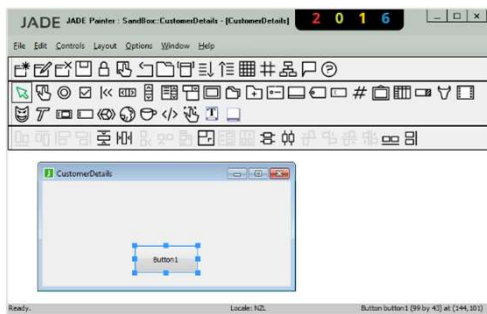 JADE JADE Painter : SandBox::CustomerDetails - [CustomerDetails] 2 0 1 6
File Edit Controls Layout Options Window Help
CustomerDetails
Button1
Ready. Locale: NZL Button button1 (99 by 43) at (144,101)